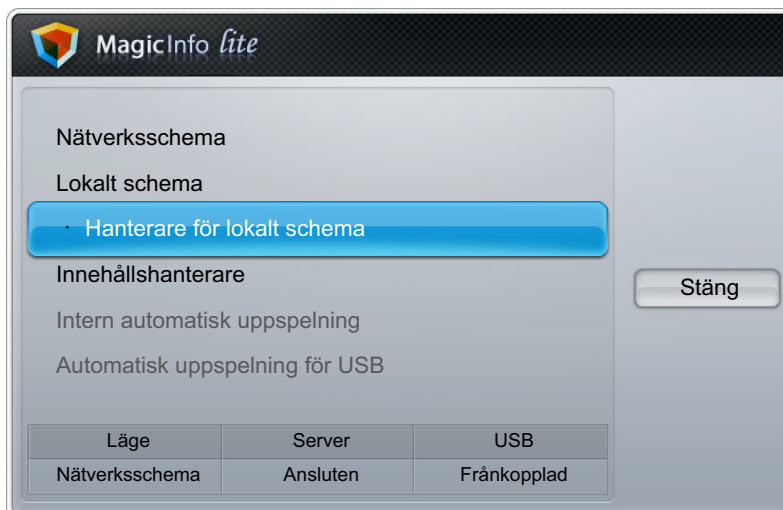 MagicInfo lite
Nätverksschema
Lokalt schema
· Hanterare för lokalt schema
Innehållshanterare
Intern automatisk uppspelning
Automatisk uppspelning för USB
Stäng
Läge Server USB
Nätverksschema Ansluten Frånkopplad